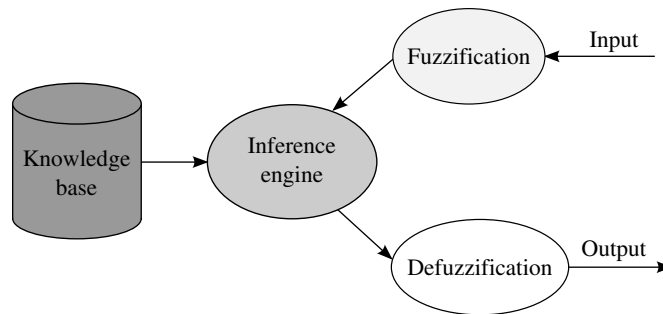 Input
Fuzzification
Inference
engine
Knowledge
base
Output
Defuzzification